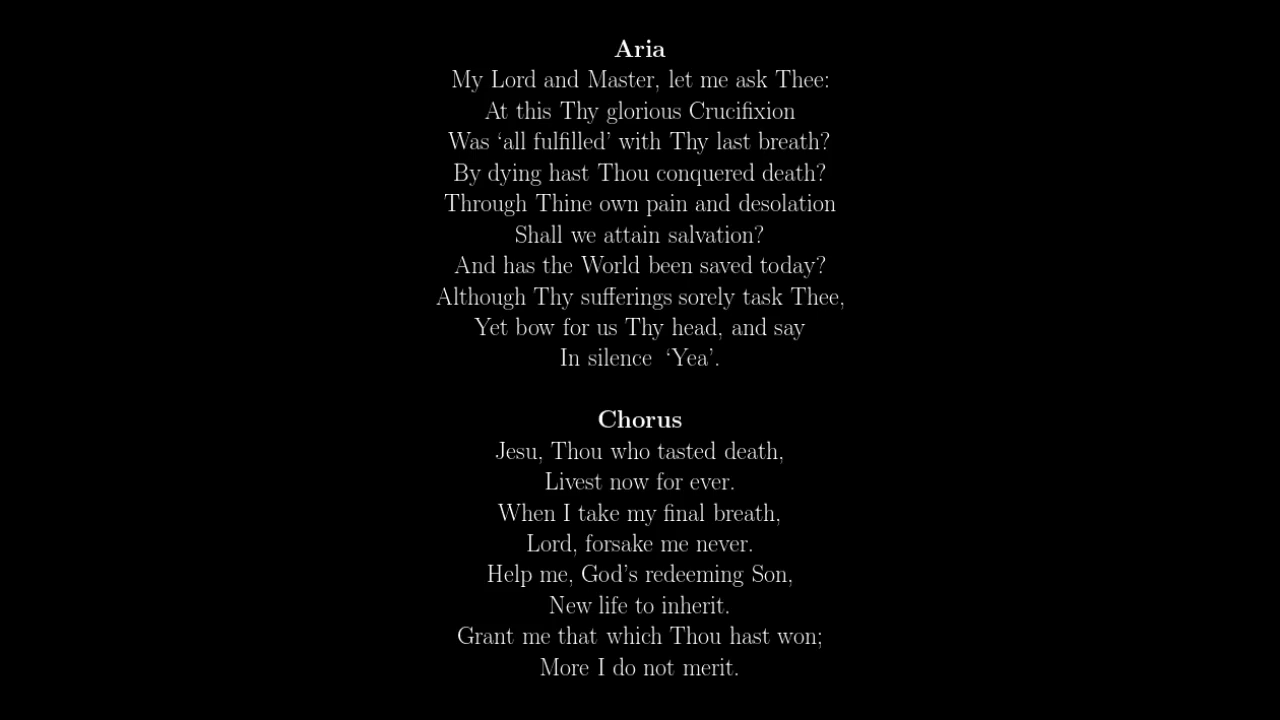 Aria
My Lord and Master, let me ask Thee:
At this Thy glorious Crucifixion
Was ‘all fulfilled’ with Thy last breath?
By dying hast Thou conquered death?
Through Thine own pain and desolation
Shall we attain salvation?
And has the World been saved today?
Although Thy sufferings sorely task Thee,
Yet bow for us Thy head, and say
In silence ‘Yea’.
Chorus
Jesu, Thou who tasted death,
Livest now for ever.
When I take my final breath,
Lord, forsake me never.
Help me, God’s redeeming Son,
New life to inherit.
Grant me that which Thou hast won;
More I do not merit.